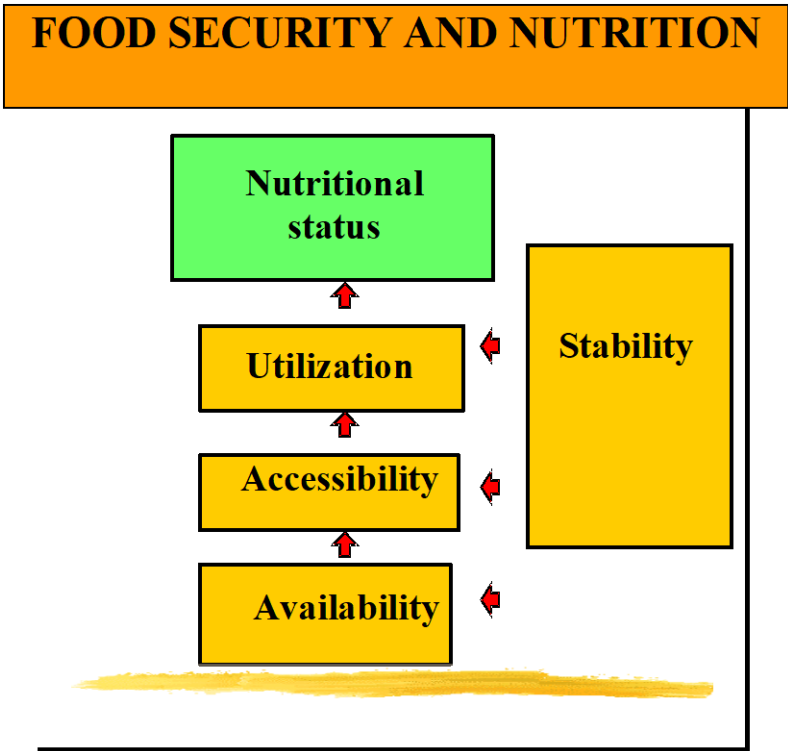 FOOD SECURITY AND NUTRITION
Nutritional
status
Utilization
Stability
Accessibility
Availability